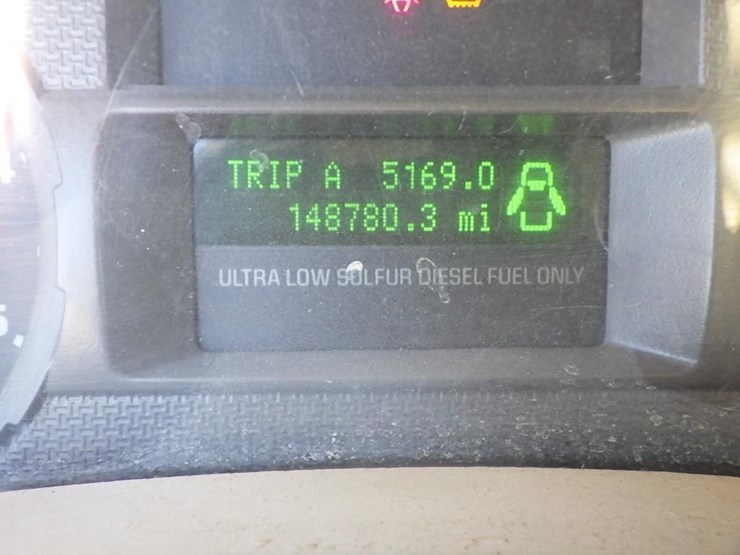 TRIP A 5169.0
148780.3 mi
ULTRA LOW SULFUR DIESEL FUEL ONLY